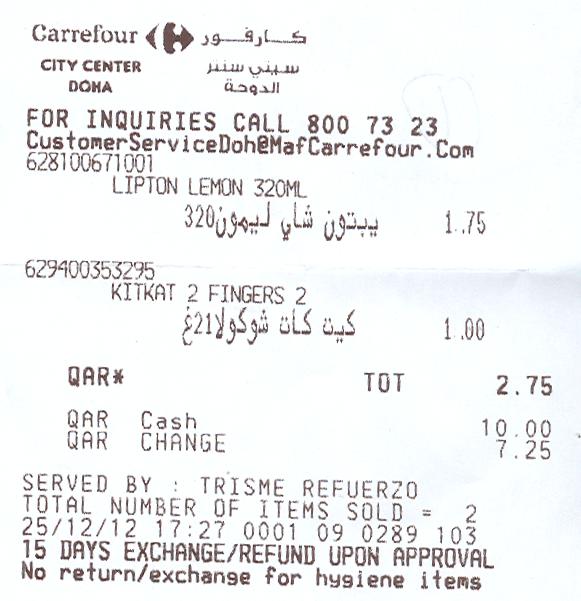 Carrefour كارفور
CITY CENTER سيتي سنتر
DOHA الدوحة
FOR INQUIRIES CALL 800 73 23
CustomerServiceDoh@MafCarrefour.Com
628100671001
LIPTON LEMON 320ML
يبتون شاي ليمون320 1.75
629400353295
KITKAT 2 FINGERS 2
كيت كات شوكولا21غ 1.00
QAR* TOT 2.75
QAR Cash 10.00
QAR CHANGE 7.25
SERVED BY : TRISME REFUERZO
TOTAL NUMBER OF ITEMS SOLD = 2
25/12/12 17:27 0001 09 0289 103
15 DAYS EXCHANGE/REFUND UPON APPROVAL
No return/exchange for hygiene items